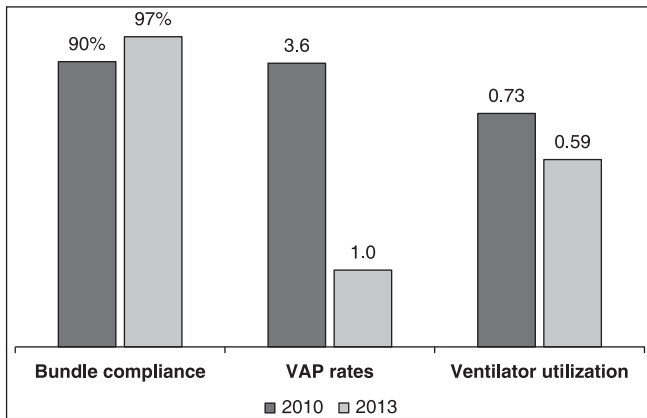 90%
97%
3.6
1.0
0.73
0.59
Bundle compliance
VAP rates
Ventilator utilization
2010
2013